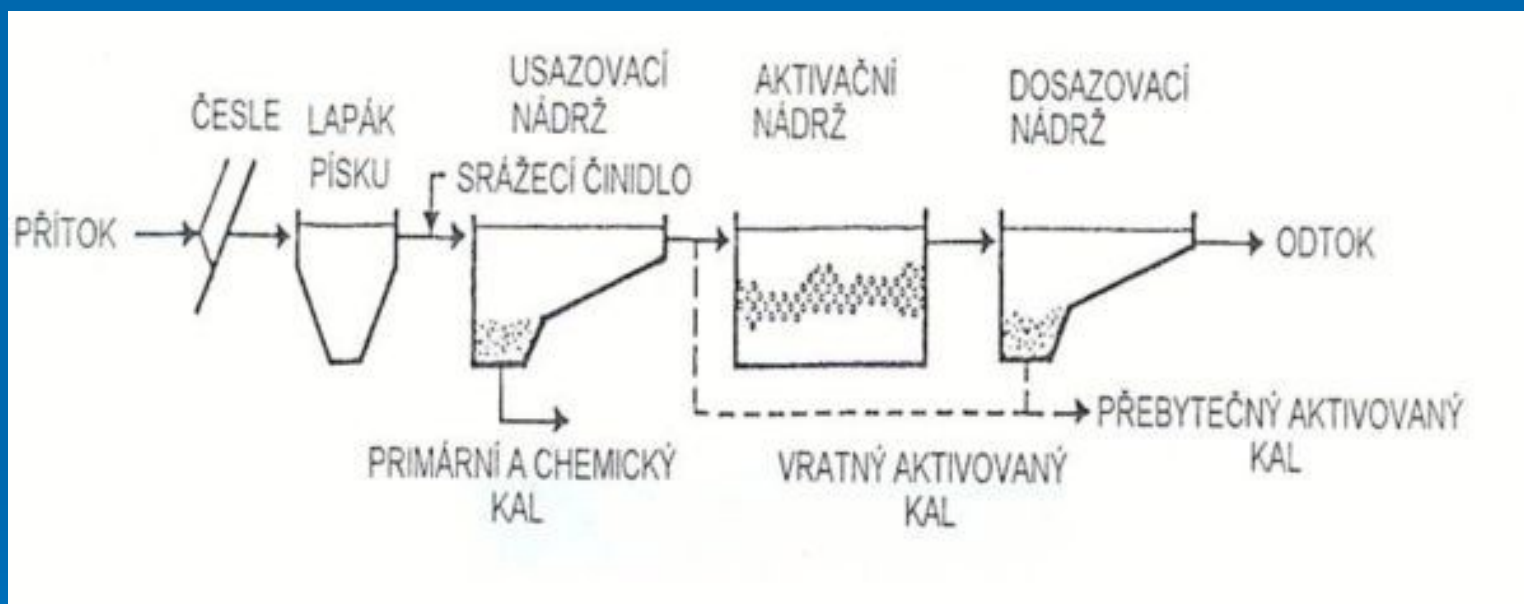 ČESLE
LAPÁK
PÍSKU
USAZOVACÍ
NÁDRŽ
AKTIVAČNÍ
NÁDRŽ
DOSAZOVACÍ
NÁDRŽ
SRÁŽECÍ ČINIDLO
PŘÍTOK
ODTOK
PRIMÁRNÍ A CHEMICKÝ
KAL
VRATNÝ AKTIVOVANÝ
KAL
PŘEBYTEČNÝ AKTIVOVANÝ
KAL